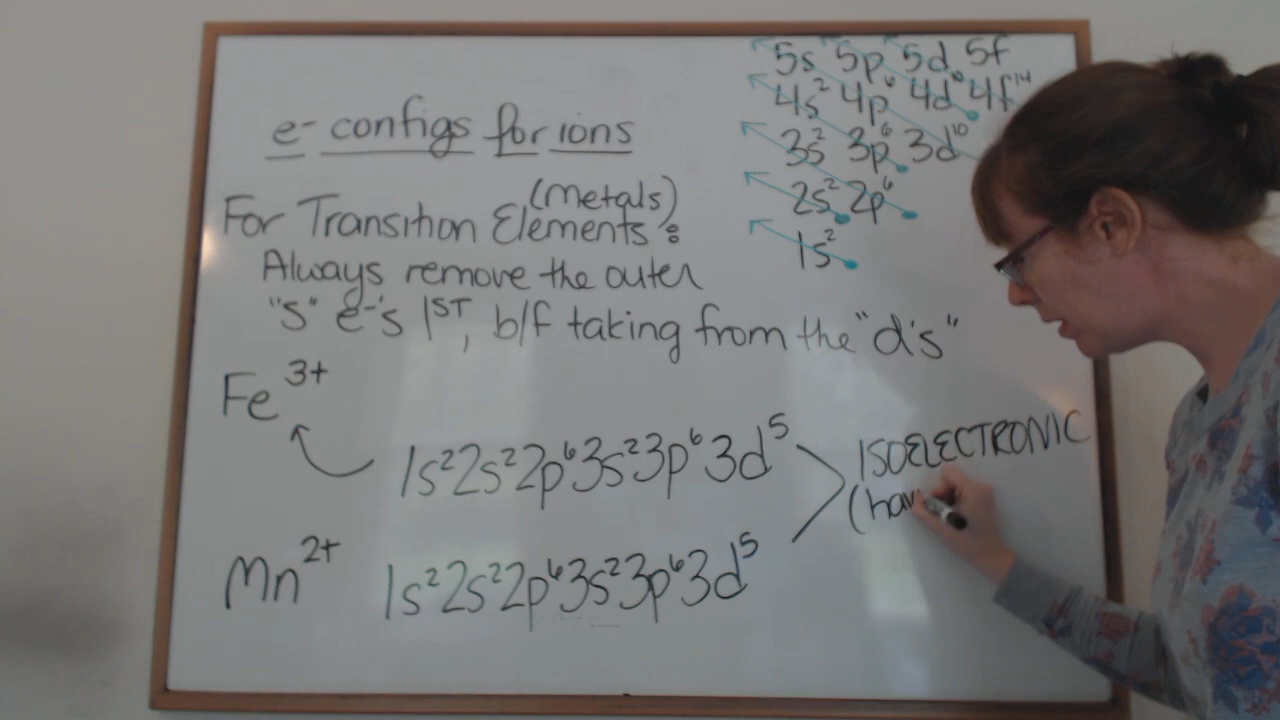 5s 5p 5d 5f
4s² 4p⁶ 4d¹⁰ 4f¹⁴
3s² 3p⁶ 3d¹⁰
2s² 2p⁶
1s²
e⁻ configs for ions
(metals)
For Transition Elements:
Always remove the outer
"s" e⁻'s 1ST, b/f taking from the "d's"
Fe³⁺
1s²2s²2p⁶3s²3p⁶3d⁵
ISOELECTRONIC
(hav
Mn²⁺ 1s²2s²2p⁶3s²3p⁶3d⁵